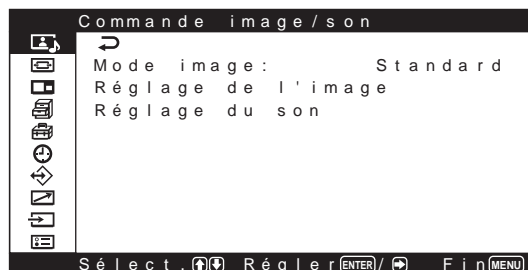 Commande image/son
Mode image: Standard
Réglage de l'image
Réglage du son
Sélect. Régler ENTER / Fin MENU